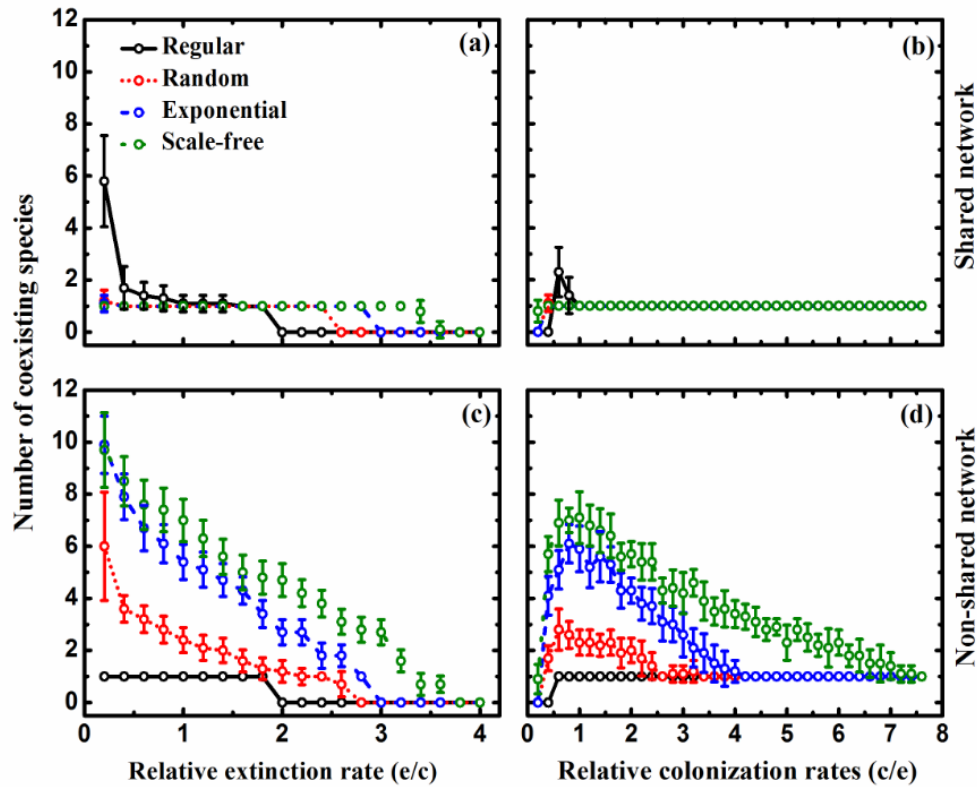 12
10
8
6
4
2
0
(a)
Regular
Random
Exponential
Scale-free
(b)
Shared network
Number of coexisting species
12
10
8
6
4
2
0
(c)
(d)
Non-shared network
0 1 2 3 4
0 1 2 3 4 5 6 7 8
Relative extinction rate (e/c)
Relative colonization rates (c/e)